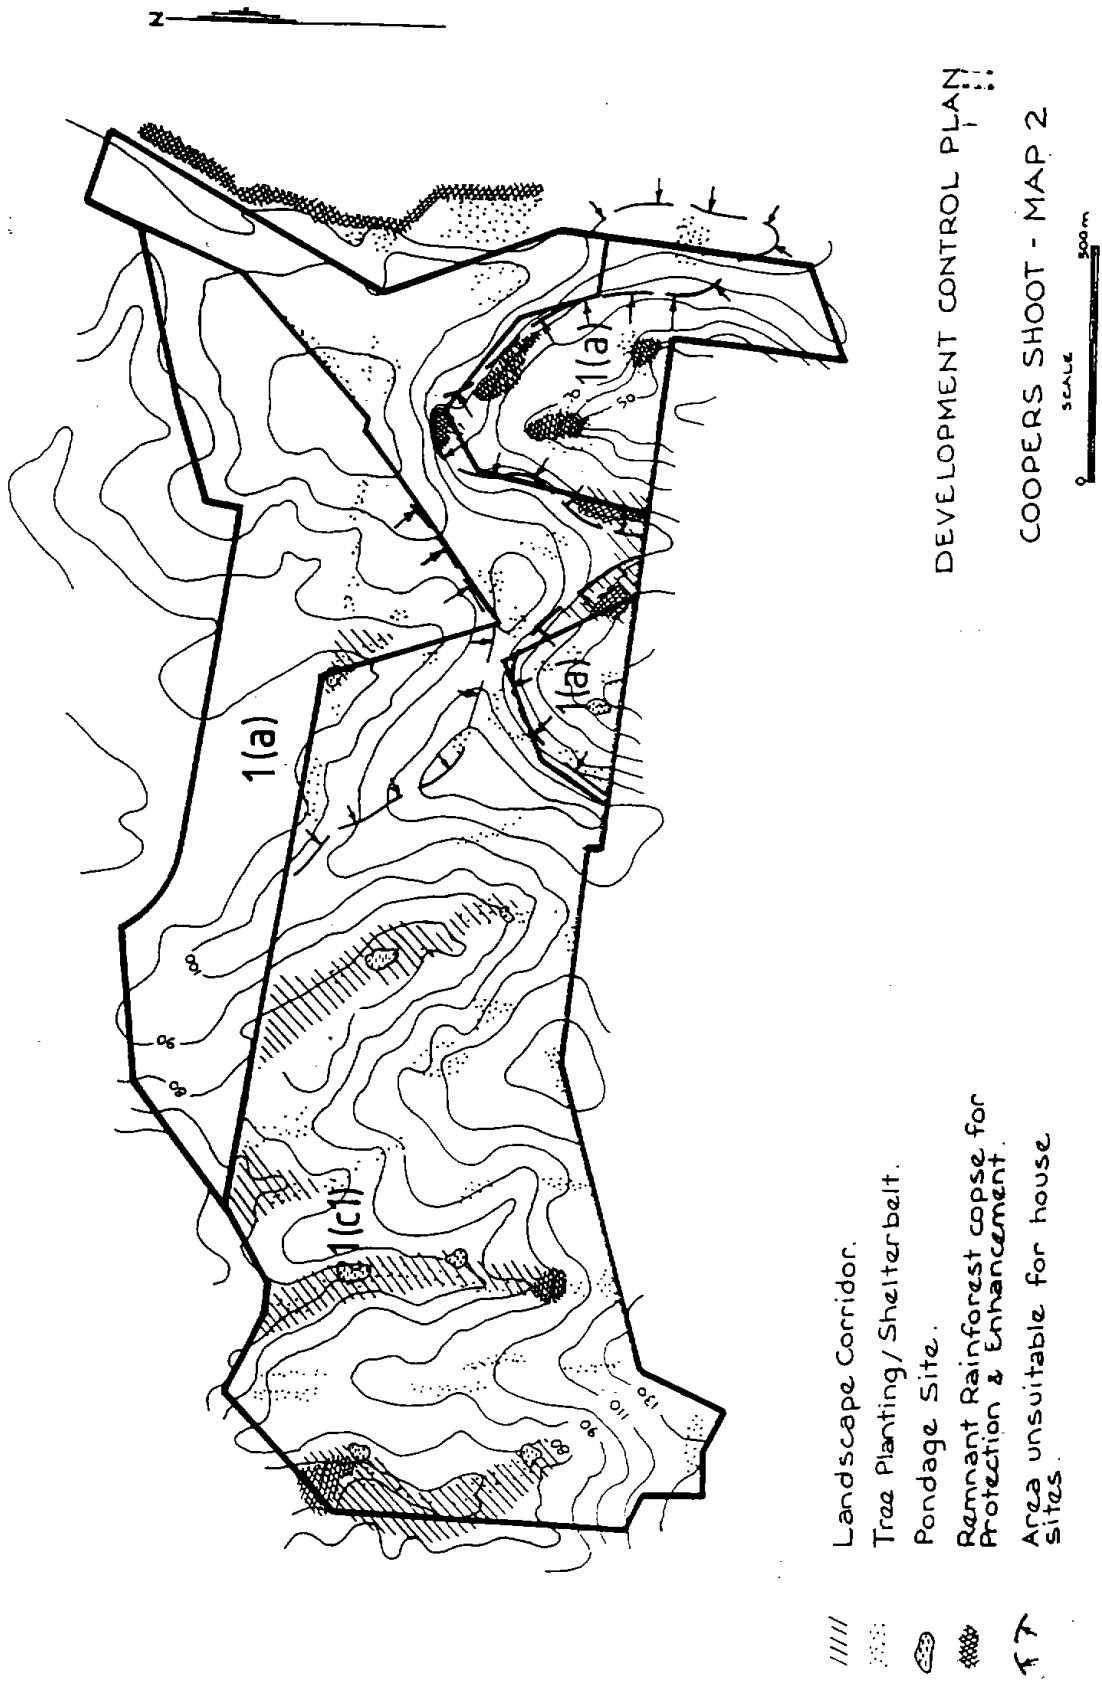 N
1(a)
1(a)
1(a)
1(c1)
100
90
80
50
80
90
110
130
DEVELOPMENT CONTROL PLAN
COOPERS SHOOT - MAP 2
SCALE
0 500m
Landscape Corridor.
Tree Planting/Shelterbelt.
Pondage Site.
Remnant Rainforest copse for
Protection & Enhancement.
Area unsuitable for house
sites.